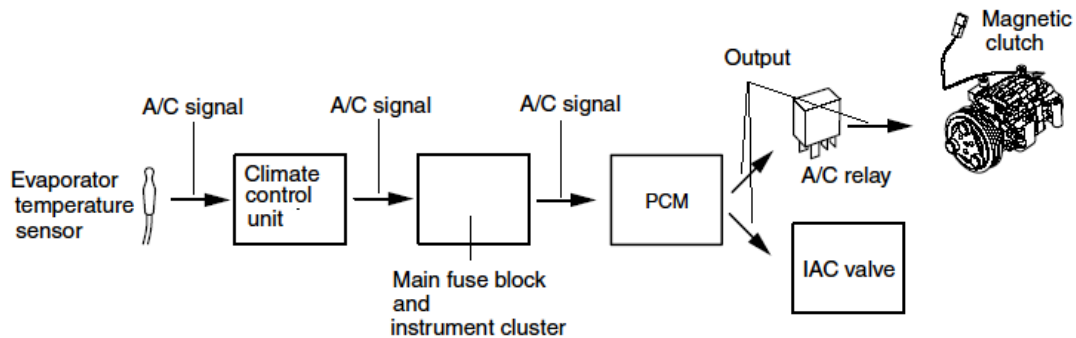 Magnetic
clutch
Output
A/C signal
A/C signal
A/C signal
Evaporator
temperature
sensor
Climate
control
unit
PCM
A/C relay
IAC valve
Main fuse block
and
instrument cluster